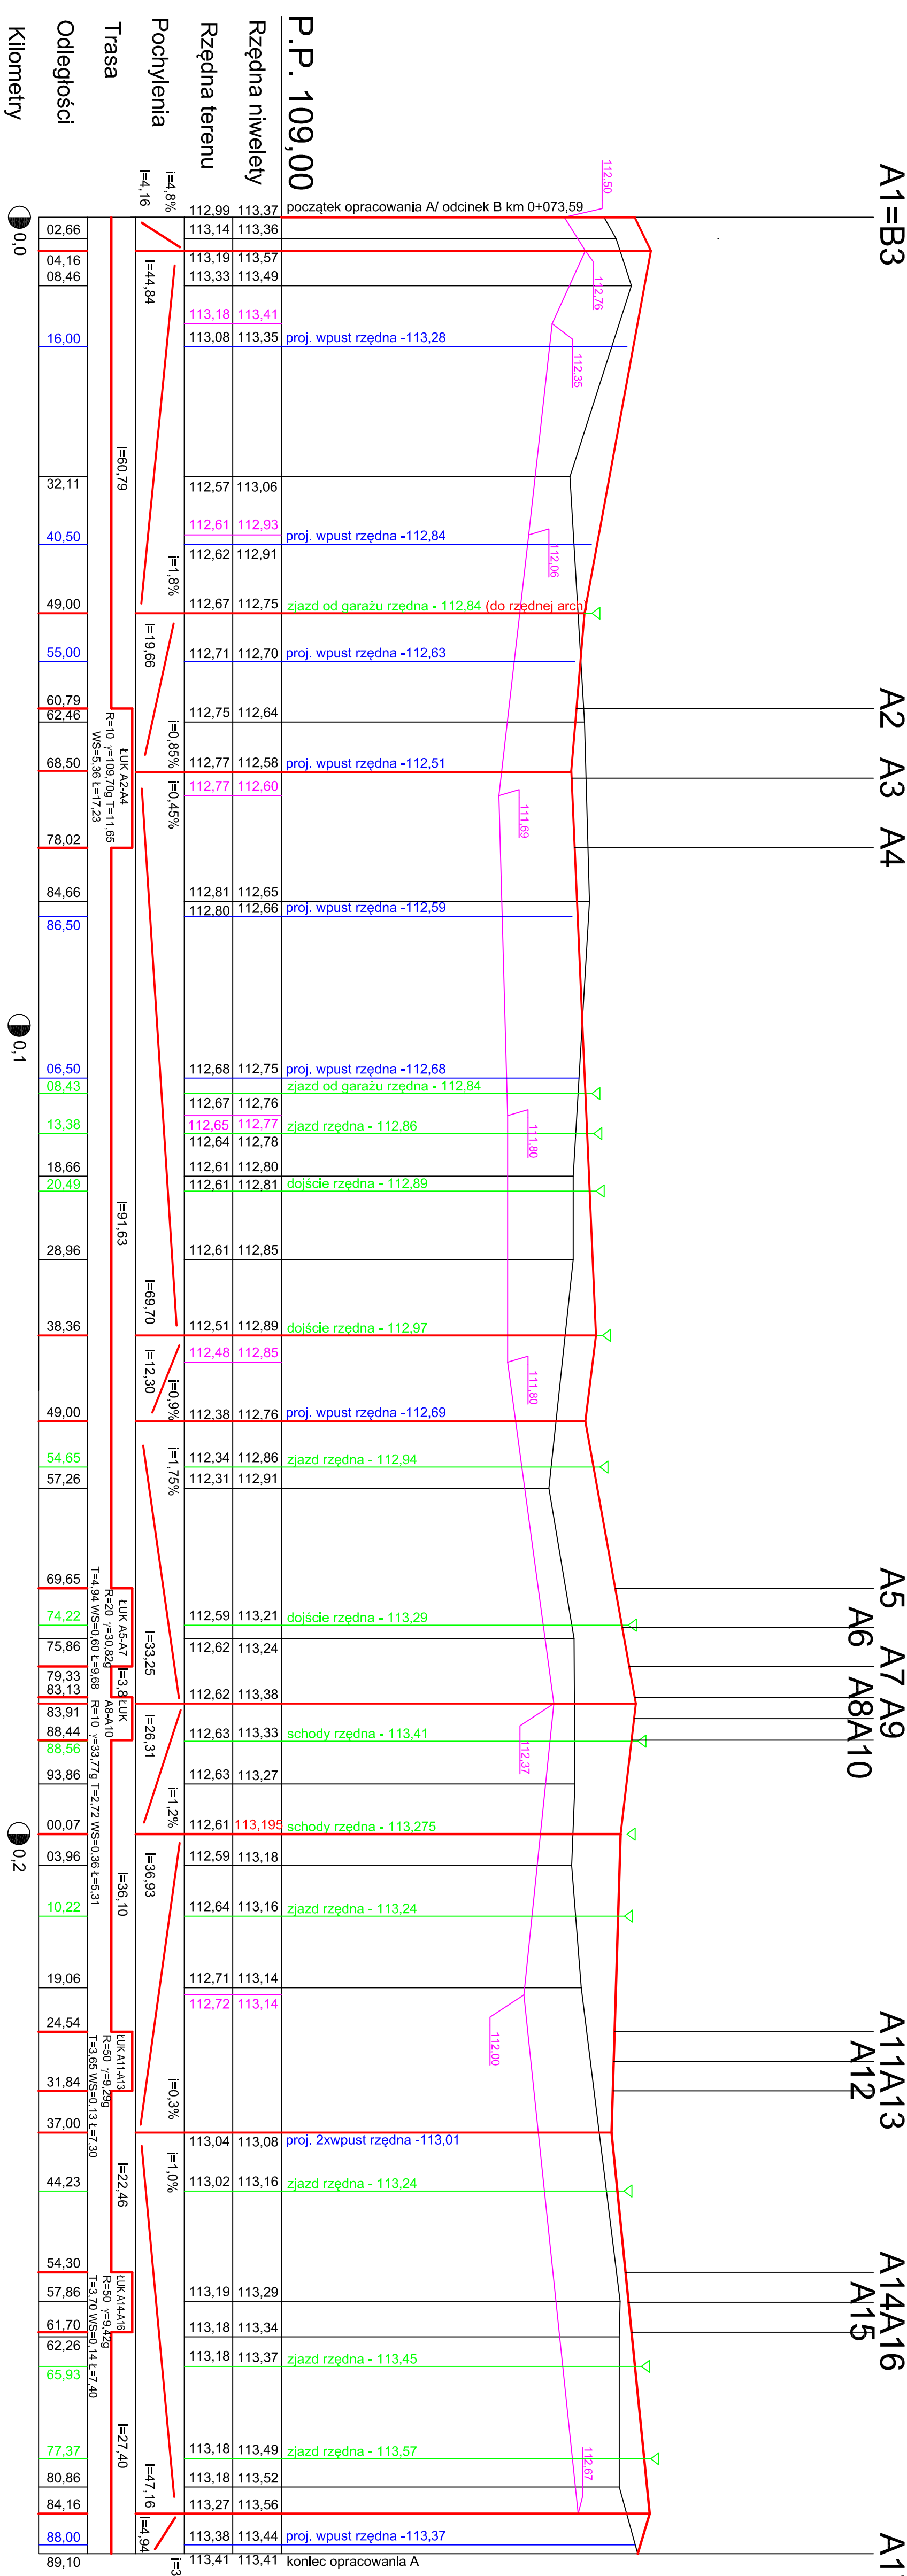 A1=B3
A2
A3
A4
A5
A6
A7
A8
A9
A10
A11
A12
A13
A14
A15
A16
P.P. 109,00
Rzędna niwelety
Rzędna terenu
Pochylenia
Trasa
Odległości
Kilometry
112,50
112,76
112,35
112,06
111,69
111,80
111,80
112,37
112,00
112,67
początek opracowania A/ odcinek B km 0+073,59
proj. wpust rzędna -113,28
proj. wpust rzędna -112,84
zjazd od garażu rzędna - 112,84 (do rzędnej arch)
proj. wpust rzędna -112,63
proj. wpust rzędna -112,51
proj. wpust rzędna -112,59
proj. wpust rzędna -112,68
zjazd od garażu rzędna - 112,84
zjazd rzędna - 112,86
dojście rzędna - 112,89
dojście rzędna - 112,97
proj. wpust rzędna -112,69
zjazd rzędna - 112,94
dojście rzędna - 113,29
schody rzędna - 113,41
schody rzędna - 113,275
zjazd rzędna - 113,24
proj. 2xwpust rzędna -113,01
zjazd rzędna - 113,24
zjazd rzędna - 113,45
zjazd rzędna - 113,57
proj. wpust rzędna -113,37
koniec opracowania A
112,99 113,37
113,14 113,36
113,19 113,57
113,33 113,49
113,18 113,41
113,08 113,35
112,57 113,06
112,61 112,93
112,62 112,91
112,67 112,75
112,71 112,70
112,75 112,64
112,77 112,58
112,77 112,60
112,81 112,65
112,80 112,66
112,68 112,75
112,67 112,76
112,65 112,77
112,64 112,78
112,61 112,80
112,61 112,81
112,61 112,85
112,51 112,89
112,48 112,85
112,38 112,76
112,34 112,86
112,31 112,91
112,59 113,21
112,62 113,24
112,62 113,38
112,63 113,33
112,63 113,27
112,61 113,195
112,59 113,18
112,64 113,16
112,71 113,14
112,72 113,14
113,04 113,08
113,02 113,16
113,19 113,29
113,18 113,34
113,18 113,37
113,18 113,49
113,18 113,52
113,27 113,56
113,38 113,44
113,41 113,41
i=4,8%
l=4,16
l=44,84
i=1,8%
l=19,66
i=0,85%
i=0,45%
l=69,70
l=12,30
i=0,9%
i=1,75%
l=33,25
l=26,31
i=1,2%
l=36,93
i=0,3%
i=1,0%
l=47,16
l=4,94
l=60,79
ŁUK A2-A4
R=10 γ=109,70g T=11,65
WS=5,36 Ł=17,23
l=91,63
ŁUK A5-A7
R=20 γ=30,82g
T=4,94 WS=0,60 Ł=9,68
l=3,8
ŁUK
A8-A10
R=10 γ=33,77g T=2,72 WS=0,36 Ł=5,31
l=36,10
ŁUK A11-A13
R=50 γ=9,29g
T=3,65 WS=0,13 Ł=7,30
l=22,46
ŁUK A14-A16
R=50 γ=9,42g
T=3,70 WS=0,14 Ł=7,40
l=27,40
02,66
04,16
08,46
16,00
32,11
40,50
49,00
55,00
60,79
62,46
68,50
78,02
84,66
86,50
06,50
08,43
13,38
18,66
20,49
28,96
38,36
49,00
54,65
57,26
69,65
74,22
75,86
79,33
83,13
83,91
88,44
88,56
93,86
00,07
03,96
10,22
19,06
24,54
31,84
37,00
44,23
54,30
57,86
61,70
62,26
65,93
77,37
80,86
84,16
88,00
89,10
0,0
0,1
0,2